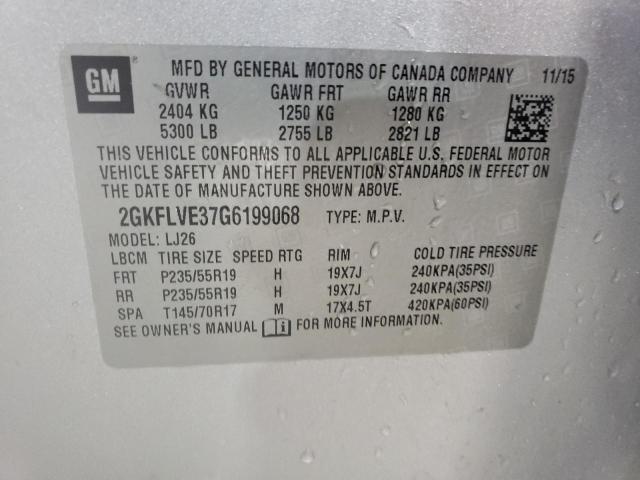 GM ® MFD BY GENERAL MOTORS OF CANADA COMPANY 11/15
GVWR GAWR FRT GAWR RR
2404 KG 1250 KG 1280 KG
5300 LB 2755 LB 2821 LB
THIS VEHICLE CONFORMS TO ALL APPLICABLE U.S. FEDERAL MOTOR
VEHICLE SAFETY AND THEFT PREVENTION STANDARDS IN EFFECT ON
THE DATE OF MANUFACTURE SHOWN ABOVE.
2GKFLVE37G6199068 TYPE: M.P.V.
MODEL: LJ26
LBCM TIRE SIZE SPEED RTG RIM COLD TIRE PRESSURE
FRT P235/55R19 H 19X7J 240KPA(35PSI)
RR P235/55R19 H 19X7J 240KPA(35PSI)
SPA T145/70R17 M 17X4.5T 420KPA(60PSI)
SEE OWNER'S MANUAL FOR MORE INFORMATION.